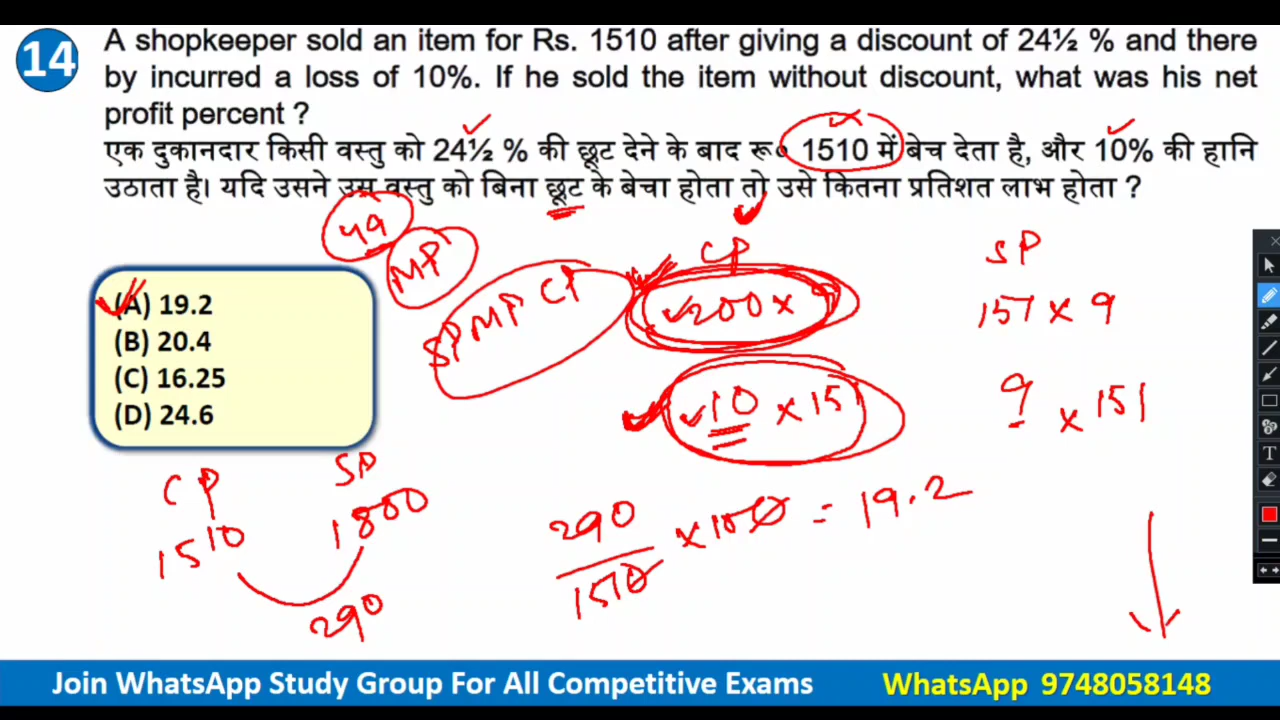 14
A shopkeeper sold an item for Rs. 1510 after giving a discount of 24½ % and there
by incurred a loss of 10%. If he sold the item without discount, what was his net
profit percent ?
एक दुकानदार किसी वस्तु को 24½ % की छूट देने के बाद रू० 1510 में बेच देता है, और 10% की हानि
उठाता है। यदि उसने उस वस्तु को बिना छूट के बेचा होता तो उसे कितना प्रतिशत लाभ होता ?
49
MP
CP
SP
SP MP CP
200 x 9
151 x 9
10 x 151
9 x 151
(A) 19.2
(B) 20.4
(C) 16.25
(D) 24.6
CP
SP
1510
1800
290
290
1510
x 100 = 19.2
T
Join WhatsApp Study Group For All Competitive Exams
WhatsApp 9748058148